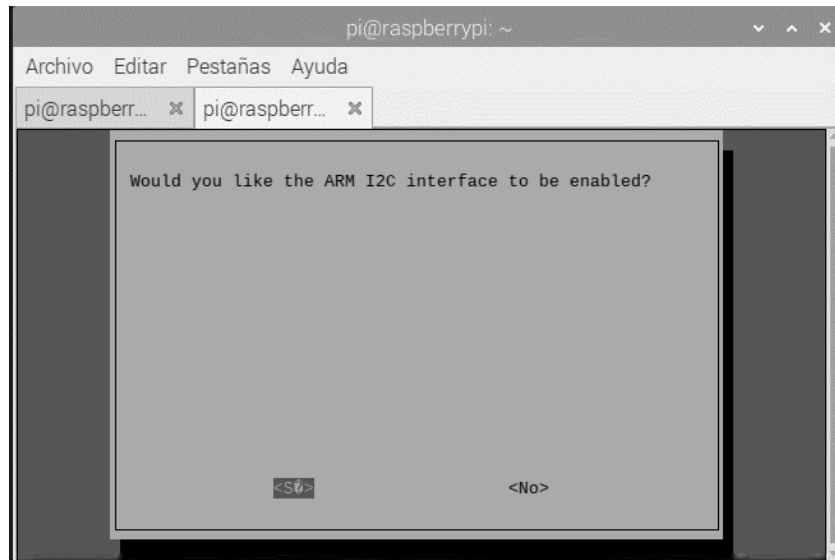 pi@raspberrypi: ~
Archivo Editar Pestañas Ayuda
pi@raspberr... pi@raspberr...
Would you like the ARM I2C interface to be enabled?
<S�> <No>